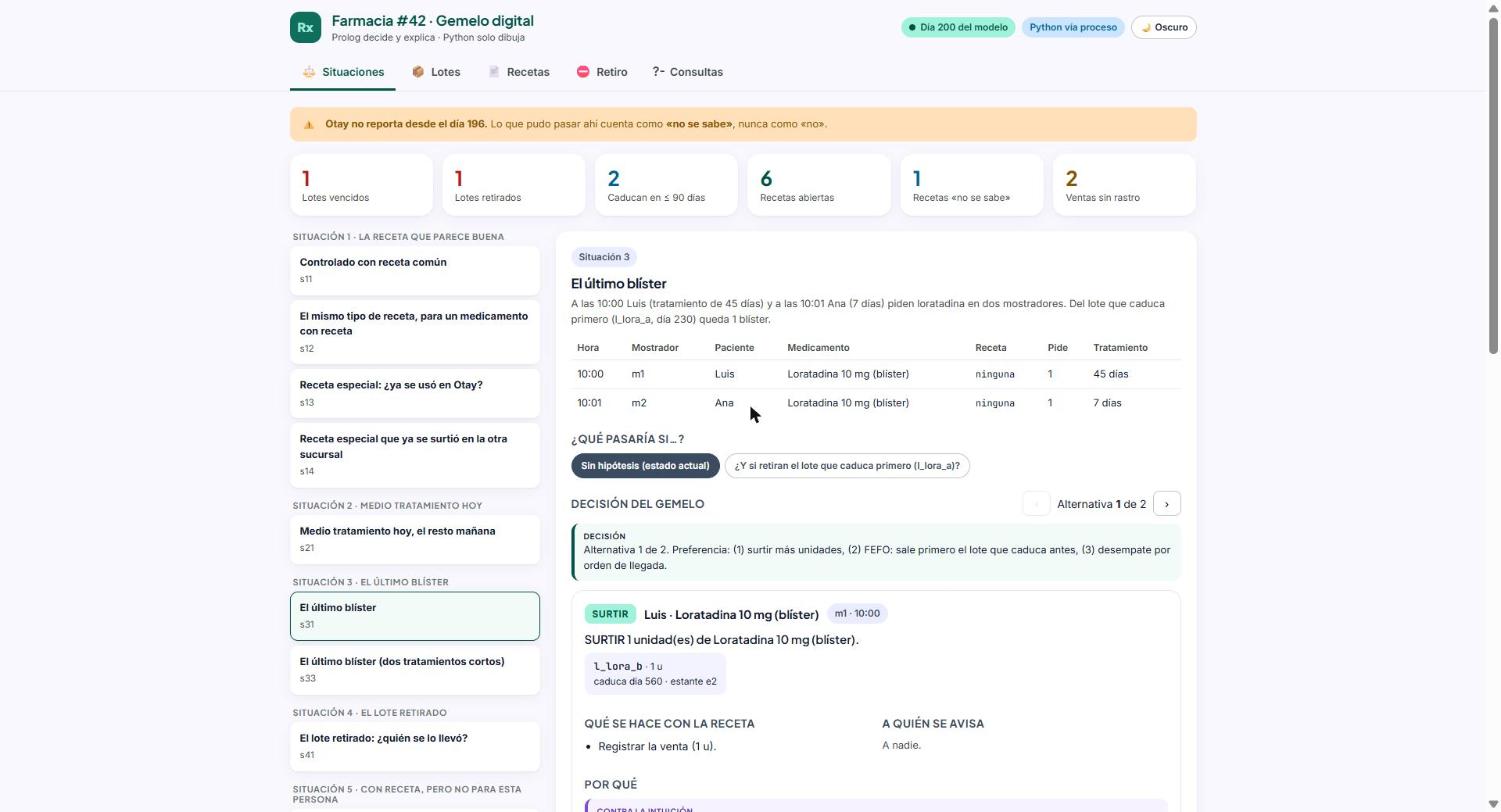 Rx
Farmacia #42 · Gemelo digital
Prolog decide y explica · Python solo dibuja
Día 200 del modelo
Python vía proceso
Oscuro
Situaciones
Lotes
Recetas
Retiro
?- Consultas
Otay no reporta desde el día 196. Lo que pudo pasar ahí cuenta como «no se sabe», nunca como «no».
1
Lotes vencidos
1
Lotes retirados
2
Caducan en ≤ 90 días
6
Recetas abiertas
1
Recetas «no se sabe»
2
Ventas sin rastro
SITUACIÓN 1 · LA RECETA QUE PARECE BUENA
Controlado con receta común
s11
El mismo tipo de receta, para un medicamento
con receta
s12
Receta especial: ¿ya se usó en Otay?
s13
Receta especial que ya se surtió en la otra
sucursal
s14
SITUACIÓN 2 · MEDIO TRATAMIENTO HOY
Medio tratamiento hoy, el resto mañana
s21
SITUACIÓN 3 · EL ÚLTIMO BLÍSTER
El último blíster
s31
El último blíster (dos tratamientos cortos)
s33
SITUACIÓN 4 · EL LOTE RETIRADO
El lote retirado: ¿quién se lo llevó?
s41
SITUACIÓN 5 · CON RECETA, PERO NO PARA ESTA
PERSONA
Situación 3
El último blíster
A las 10:00 Luis (tratamiento de 45 días) y a las 10:01 Ana (7 días) piden loratadina en dos mostradores. Del lote que caduca
primero (l_lora_a, día 230) queda 1 blíster.
Hora Mostrador Paciente Medicamento Receta Pide Tratamiento
10:00 m1 Luis Loratadina 10 mg (blíster) ninguna 1 45 días
10:01 m2 Ana Loratadina 10 mg (blíster) ninguna 1 7 días
¿QUÉ PASARÍA SI…?
Sin hipótesis (estado actual)
¿Y si retiran el lote que caduca primero (l_lora_a)?
DECISIÓN DEL GEMELO
‹ Alternativa 1 de 2 ›
DECISIÓN
Alternativa 1 de 2. Preferencia: (1) surtir más unidades, (2) FEFO: sale primero el lote que caduca antes, (3) desempate por
orden de llegada.
SURTIR Luis · Loratadina 10 mg (blíster) m1 · 10:00
SURTIR 1 unidad(es) de Loratadina 10 mg (blíster).
l_lora_b · 1 u
caduca día 560 · estante e2
QUÉ SE HACE CON LA RECETA
Registrar la venta (1 u).
A QUIÉN SE AVISA
A nadie.
POR QUÉ
CONTRA LA INTUICIÓN